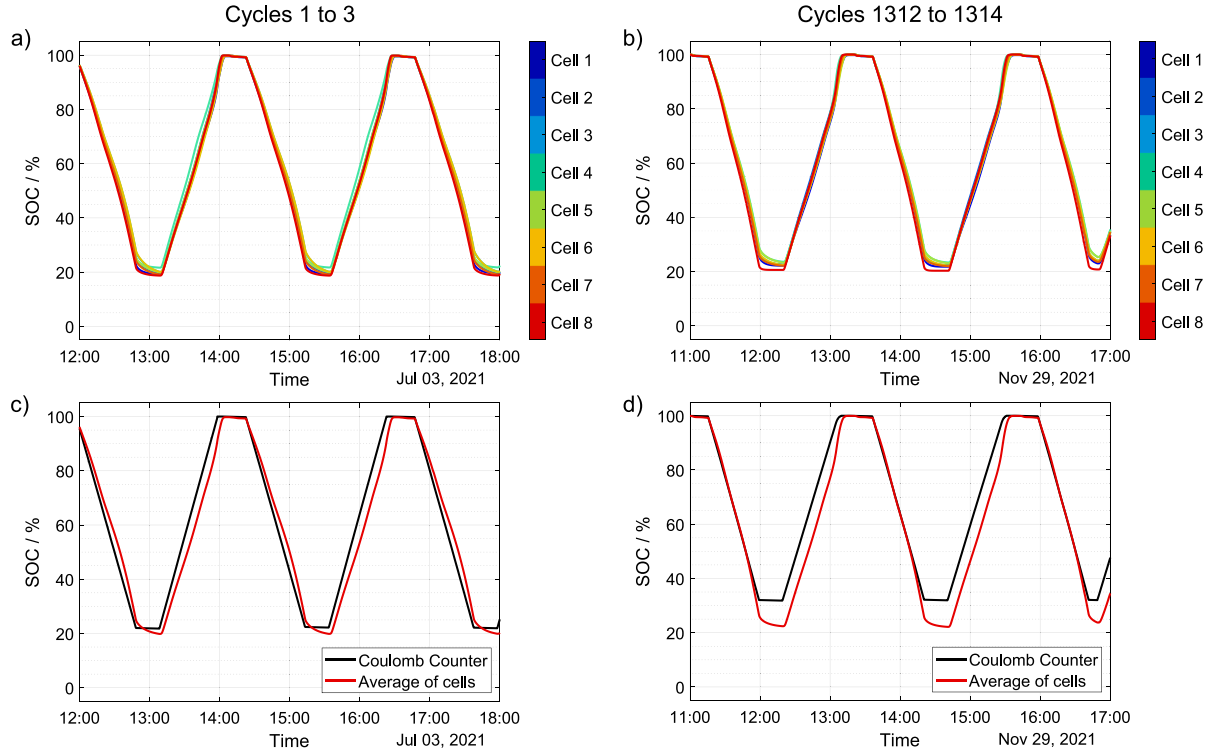 Cycles 1 to 3
Cycles 1312 to 1314
a)
100
80
60
40
20
0
SOC / %
12:00 13:00 14:00 15:00 16:00 17:00 18:00
Time
Jul 03, 2021
Cell 1
Cell 2
Cell 3
Cell 4
Cell 5
Cell 6
Cell 7
Cell 8
b)
100
80
60
40
20
0
SOC / %
11:00 12:00 13:00 14:00 15:00 16:00 17:00
Time
Nov 29, 2021
Cell 1
Cell 2
Cell 3
Cell 4
Cell 5
Cell 6
Cell 7
Cell 8
c)
100
80
60
40
20
0
SOC / %
Coulomb Counter
Average of cells
12:00 13:00 14:00 15:00 16:00 17:00 18:00
Time
Jul 03, 2021
d)
100
80
60
40
20
0
SOC / %
Coulomb Counter
Average of cells
11:00 12:00 13:00 14:00 15:00 16:00 17:00
Time
Nov 29, 2021